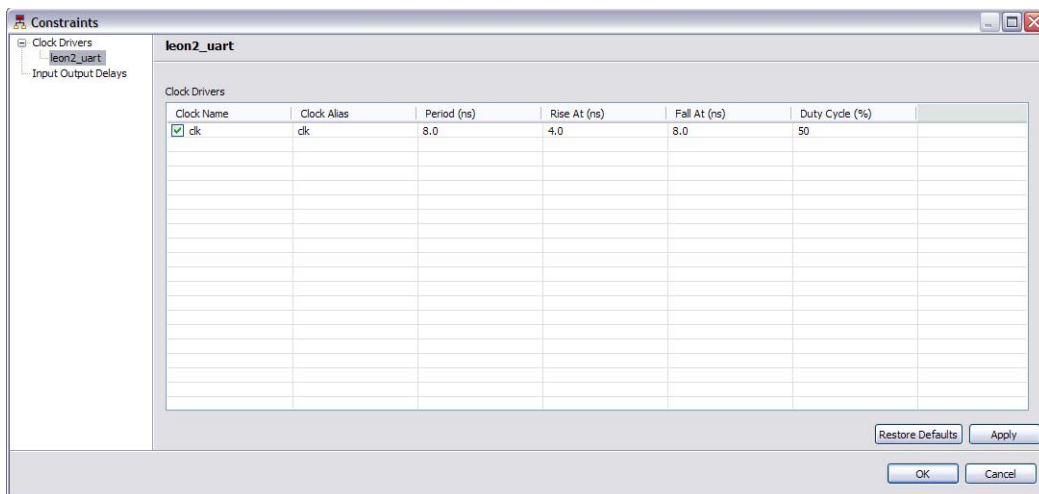 Constraints
Clock Drivers
leon2_uart
Input Output Delays
leon2_uart
Clock Drivers
Clock Name Clock Alias Period (ns) Rise At (ns) Fall At (ns) Duty Cycle (%)
clk clk 8.0 4.0 8.0 50
Restore Defaults Apply
OK Cancel